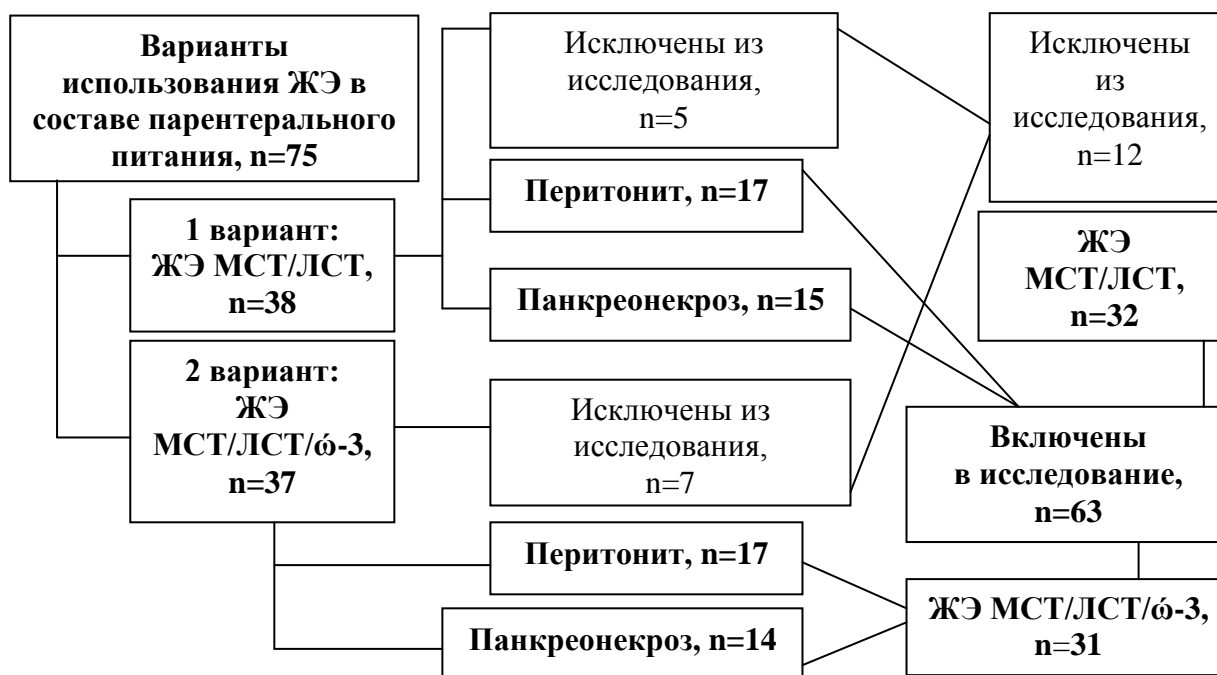 Варианты
использования ЖЭ в
составе парентерального
питания, n=75
1 вариант:
ЖЭ МСТ/ЛСТ,
n=38
2 вариант:
ЖЭ
МСТ/ЛСТ/ώ-3,
n=37
Исключены из
исследования,
n=5
Перитонит, n=17
Панкреонекроз, n=15
Исключены из
исследования,
n=7
Перитонит, n=17
Панкреонекроз, n=14
Исключены
из
исследования,
n=12
ЖЭ
МСТ/ЛСТ,
n=32
Включены
в исследование,
n=63
ЖЭ МСТ/ЛСТ/ώ-3,
n=31